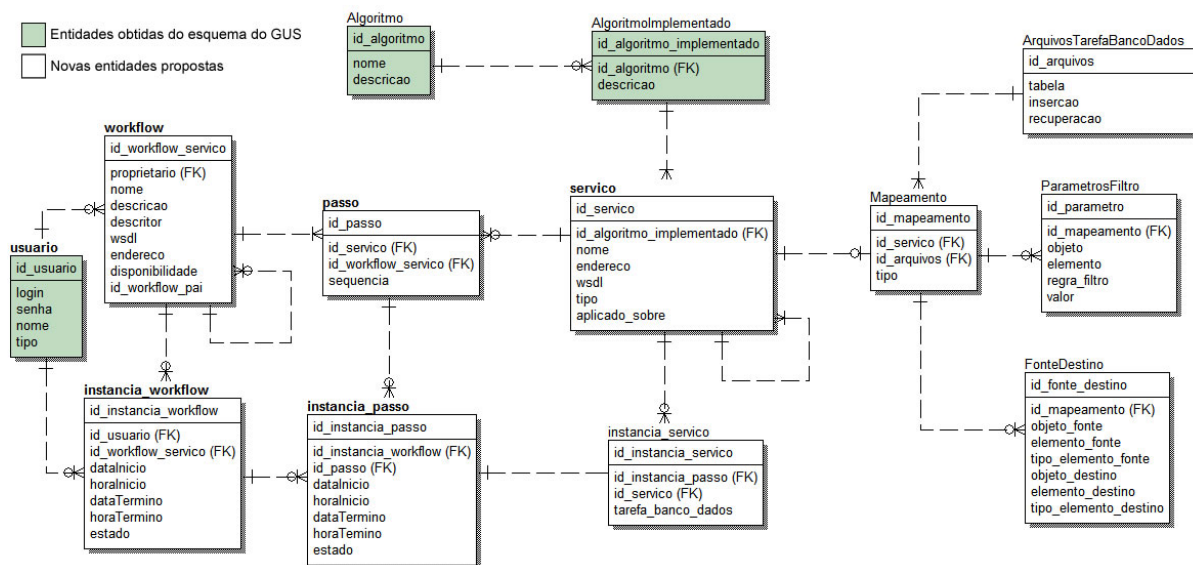 Entidades obtidas do esquema do GUS
Novas entidades propostas
Algoritmo
id_algoritmo
nome
descricao
AlgoritmoImplementado
id_algoritmo_implementado
id_algoritmo (FK)
descricao
ArquivosTarefaBancoDados
id_arquivos
tabela
insercao
recuperacao
workflow
id_workflow_servico
proprietario (FK)
nome
descricao
descritor
wsdl
endereco
disponibilidade
id_workflow_pai
passo
id_passo
id_servico (FK)
id_workflow_servico (FK)
sequencia
servico
id_servico
id_algoritmo_implementado (FK)
nome
endereco
wsdl
tipo
aplicado_sobre
Mapeamento
id_mapeamento
id_servico (FK)
id_arquivos (FK)
tipo
ParametrosFiltro
id_parametro
id_mapeamento (FK)
objeto
elemento
regra_filtro
valor
usuario
id_usuario
login
senha
nome
tipo
instancia_workflow
id_instancia_workflow
id_usuario (FK)
id_workflow_servico (FK)
dataInicio
horaInicio
dataTermino
horaTermino
estado
instancia_passo
id_instancia_passo
id_instancia_workflow (FK)
id_passo (FK)
dataInicio
horaInicio
dataTermino
horaTemino
estado
instancia_servico
id_instancia_servico
id_instancia_passo (FK)
id_servico (FK)
tarefa_banco_dados
FonteDestino
id_fonte_destino
id_mapeamento (FK)
objeto_fonte
elemento_fonte
tipo_elemento_fonte
objeto_destino
elemento_destino
tipo_elemento_destino